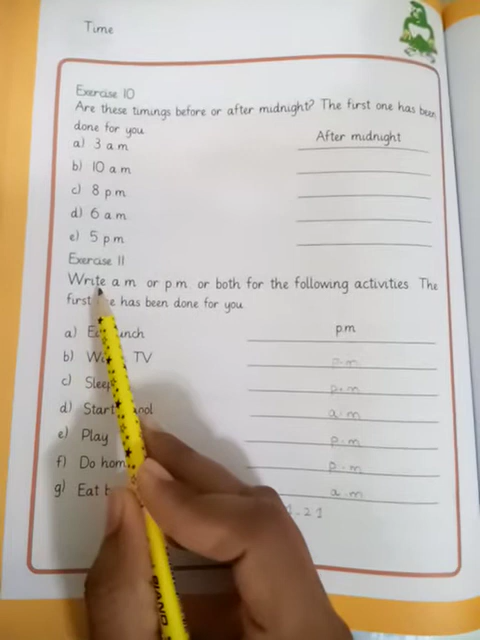 Time
Exercise 10
Are these timings before or after midnight? The first one has been
done for you
a) 3 a.m After midnight
b) 10 a m
c) 8 p m
d) 6 a m
e) 5 p m
Exercise 11
Write a m or p m or both for the following activities The
first has been done for you
a) p.m
b) TV p.m
c) Sleep p.m
d) Start a.m
e) Play p.m
f) Do p.m
g) Eat a.m